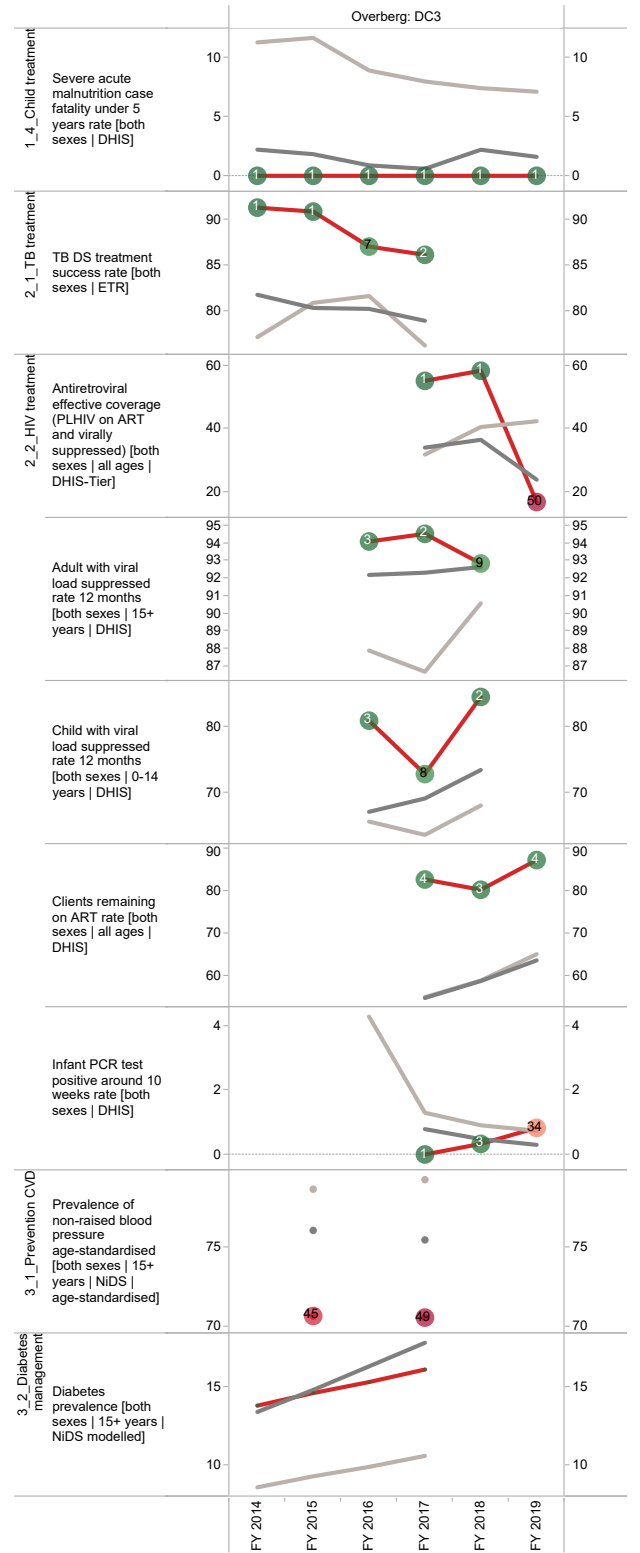 Overberg: DC3
1_4_Child treatment
Severe acute
malnutrition case
fatality under 5
years rate [both
sexes | DHIS]
10
5
0
10
5
0
1
1
1
1
1
1
2_1_TB treatment
TB DS treatment
success rate [both
sexes | ETR]
90
85
80
90
85
80
1
1
7
2
2_2_HIV treatment
Antiretroviral
effective coverage
(PLHIV on ART
and virally
suppressed) [both
sexes | all ages |
DHIS-Tier]
60
40
20
60
40
20
1
1
50
Adult with viral
load suppressed
rate 12 months
[both sexes | 15+
years | DHIS]
95
94
93
92
91
90
89
88
87
95
94
93
92
91
90
89
88
87
3
2
9
Child with viral
load suppressed
rate 12 months
[both sexes | 0-14
years | DHIS]
80
70
80
70
3
8
2
Clients remaining
on ART rate [both
sexes | all ages |
DHIS]
90
80
70
60
90
80
70
60
4
3
4
Infant PCR test
positive around 10
weeks rate [both
sexes | DHIS]
4
2
0
4
2
0
1
3
34
3_1_Prevention CVD
Prevalence of
non-raised blood
pressure
age-standardised
[both sexes | 15+
years | NiDS |
age-standardised]
75
70
75
70
45
49
3_2_Diabetes
management
Diabetes
prevalence [both
sexes | 15+ years |
NiDS modelled]
15
10
15
10
FY 2014
FY 2015
FY 2016
FY 2017
FY 2018
FY 2019